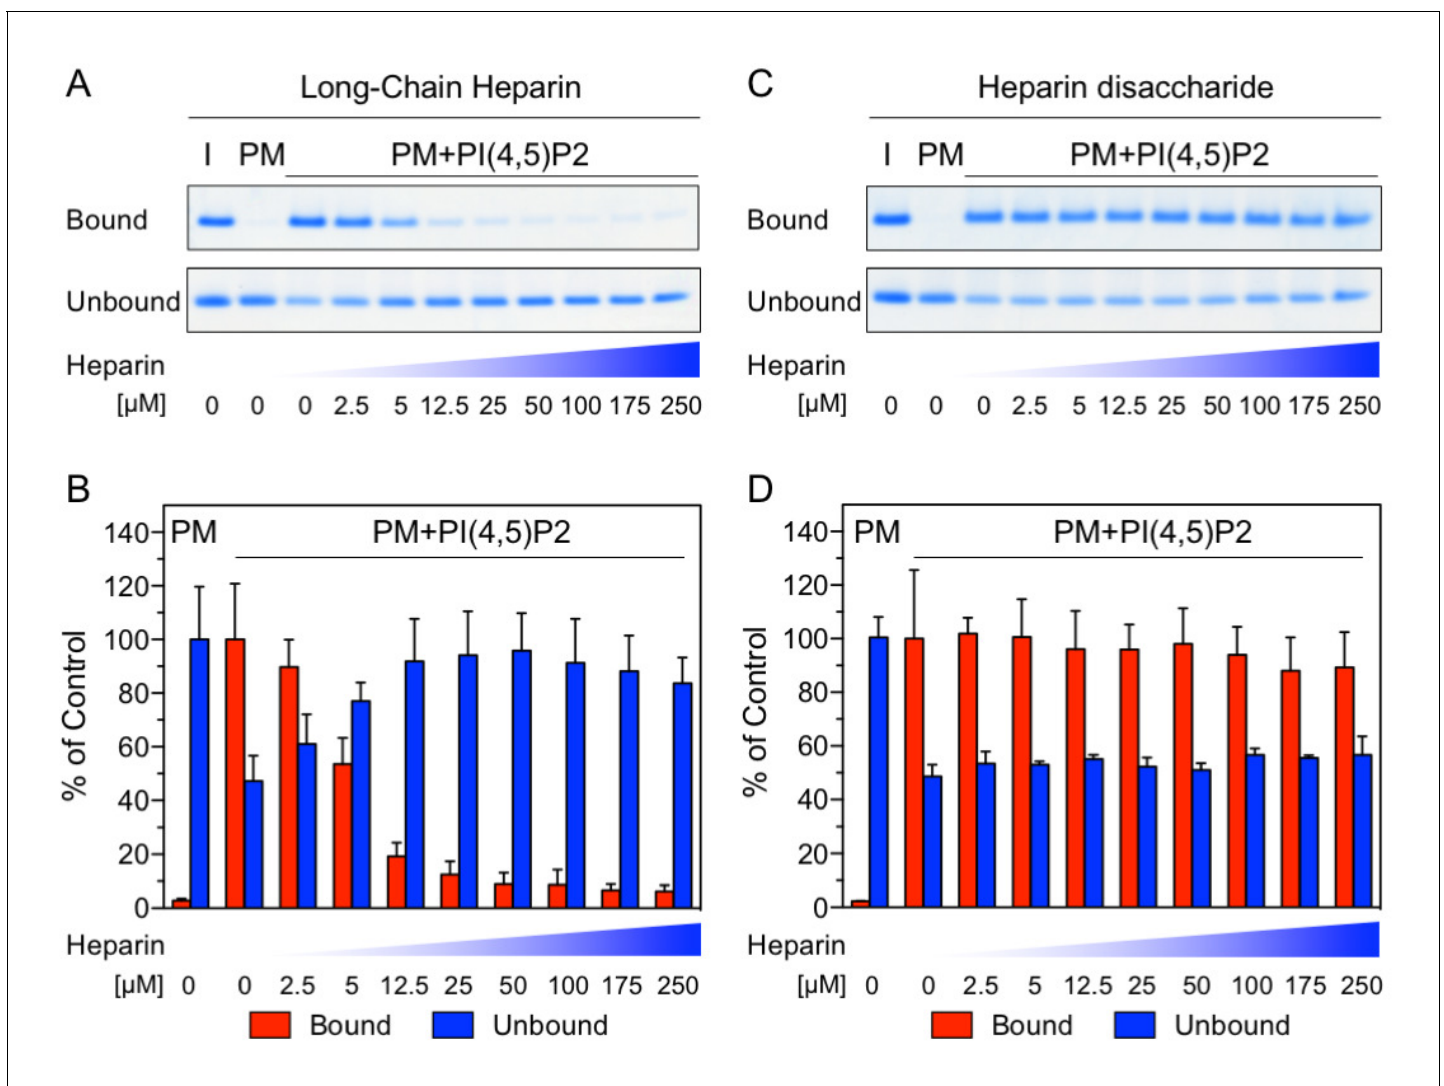 A
Long-Chain Heparin
I PM PM+PI(4,5)P2
Bound
Unbound
Heparin
[µM] 0 0 0 2.5 5 12.5 25 50 100 175 250
C
Heparin disaccharide
I PM PM+PI(4,5)P2
Bound
Unbound
Heparin
[µM] 0 0 0 2.5 5 12.5 25 50 100 175 250
B
PM PM+PI(4,5)P2
% of Control
140
120
100
80
60
40
20
0
Heparin
[µM] 0 0 2.5 5 12.5 25 50 100 175 250
Bound Unbound
D
PM PM+PI(4,5)P2
% of Control
140
120
100
80
60
40
20
0
Heparin
[µM] 0 0 2.5 5 12.5 25 50 100 175 250
Bound Unbound